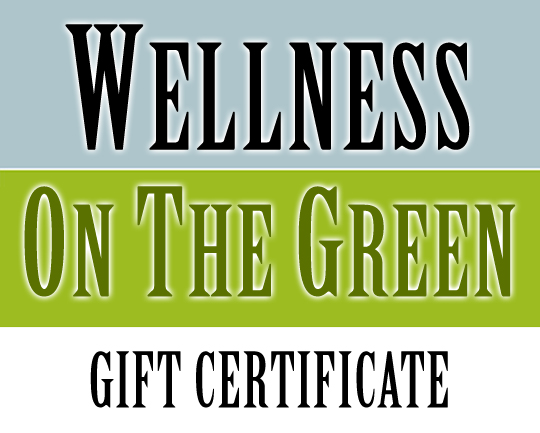 WELLNESS
ON THE GREEN
GIFT CERTIFICATE